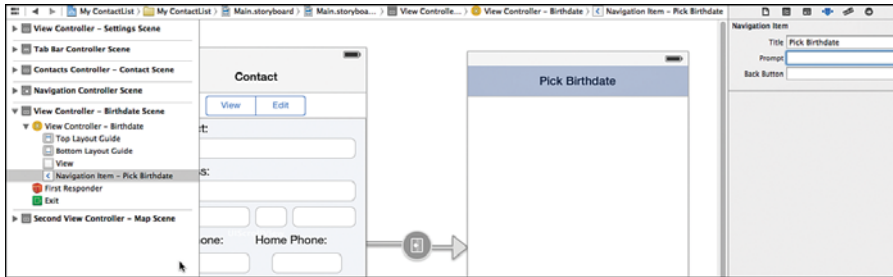 My ContactList My ContactList Main.storyboard Main.storyboa... View Controlle... View Controller – Birthdate Navigation Item – Pick Birthdate
View Controller – Settings Scene
Tab Bar Controller Scene
Contacts Controller – Contact Scene
Navigation Controller Scene
View Controller – Birthdate Scene
View Controller – Birthdate
Top Layout Guide
Bottom Layout Guide
View
Navigation Item – Pick Birthdate
First Responder
Exit
Second View Controller – Map Scene
Contact
View Edit
ct:
ss:
one: Home Phone:
Pick Birthdate
Navigation Item
Title Pick Birthdate
Prompt
Back Button